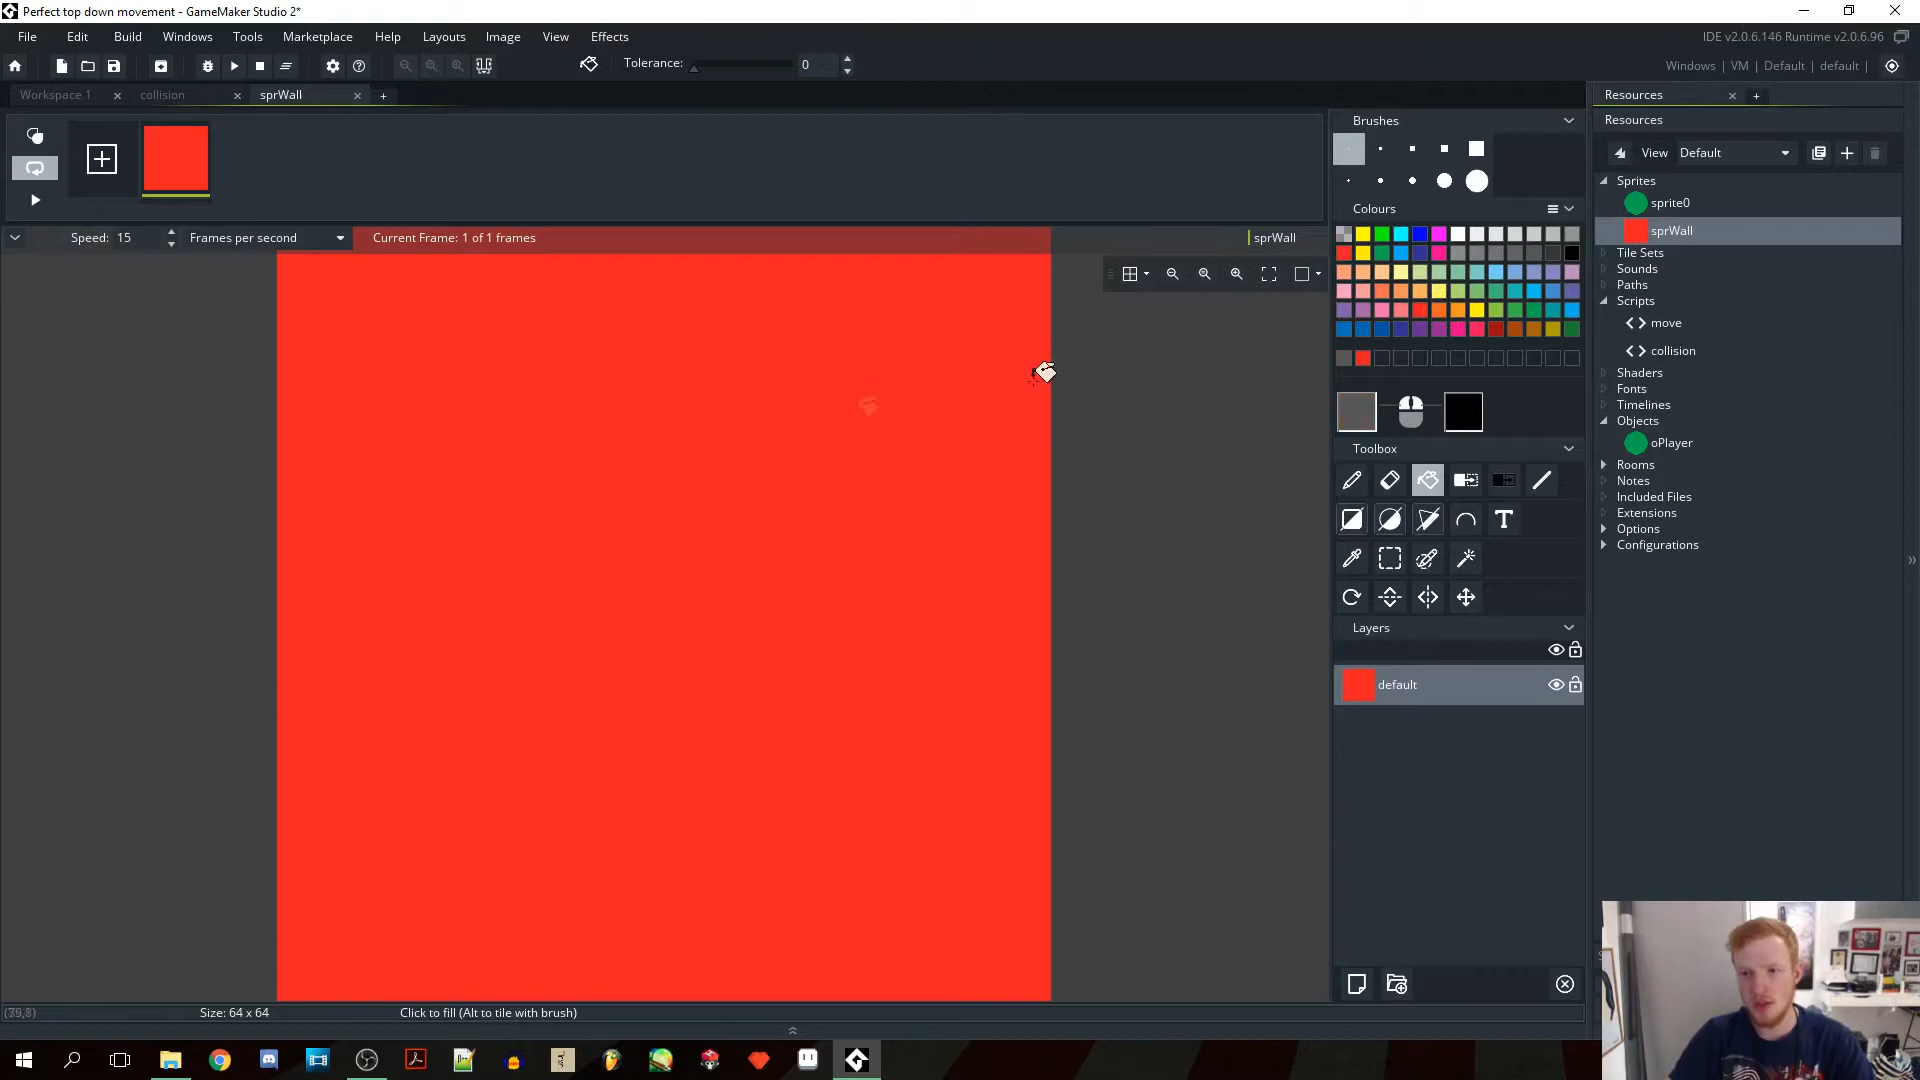 Perfect top down movement - GameMaker Studio 2*
File Edit Build Windows Tools Marketplace Help Layouts Image View Effects
IDE v2.0.6.146 Runtime v2.0.6.96
Tolerance: 0
Windows | VM | Default | default |
Workspace 1 collision sprWall
Resources
Brushes
Resources
View Default
Sprites
sprite0
sprWall
Colours
Speed: 15 Frames per second Current Frame: 1 of 1 frames sprWall
Tile Sets
Sounds
Paths
Scripts
move
collision
Shaders
Fonts
Timelines
Objects
oPlayer
Toolbox
Rooms
Notes
Included Files
Extensions
Options
Configurations
T
Layers
default
Size: 64 x 64 Click to fill (Alt to tile with brush)